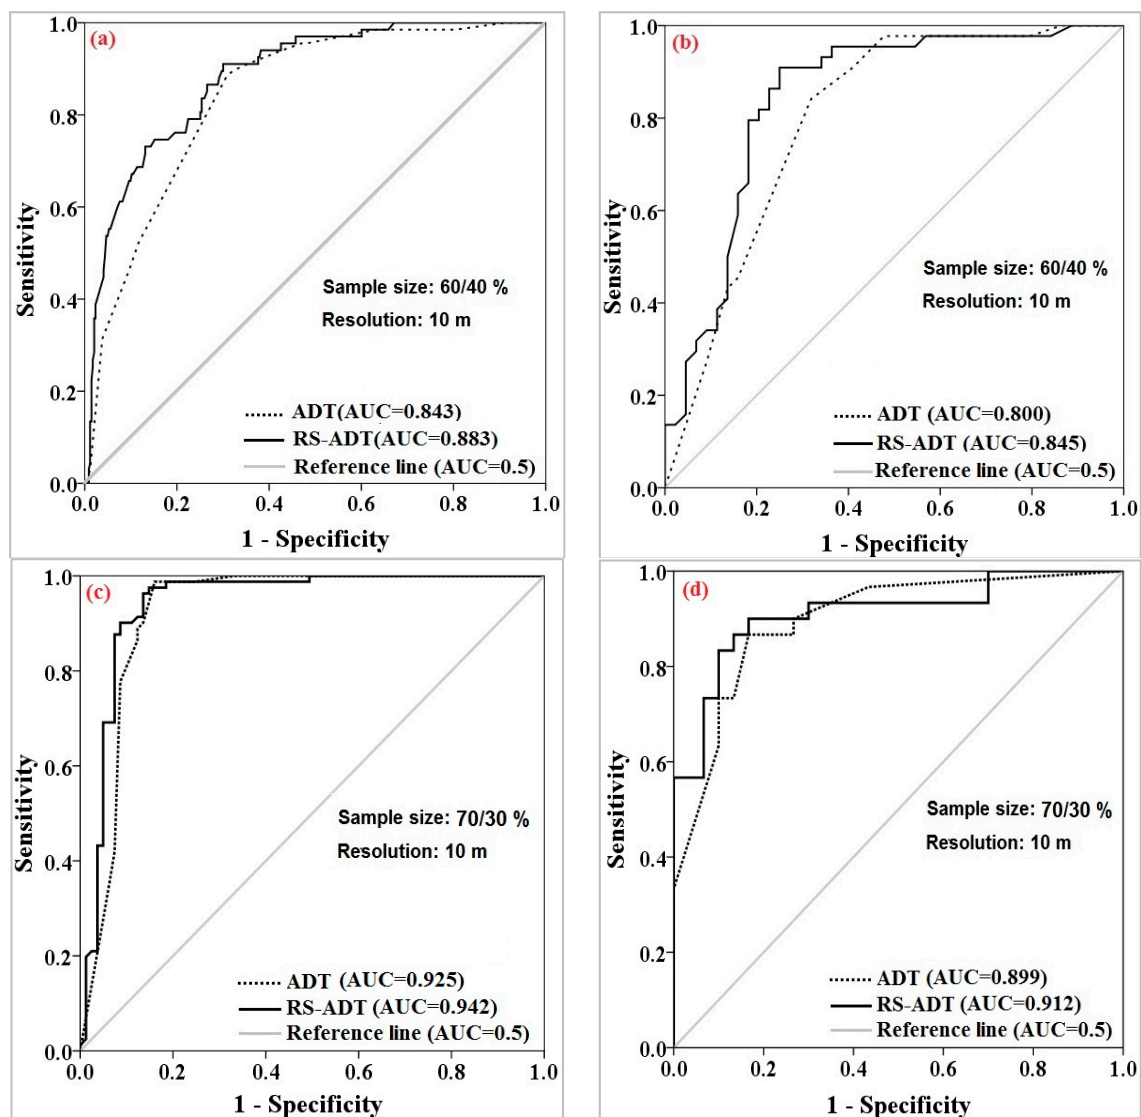 (a)
1.0
0.8
0.6
0.4
0.2
0.0
Sensitivity
Sample size: 60/40 %
Resolution: 10 m
ADT(AUC=0.843)
RS-ADT(AUC=0.883)
Reference line (AUC=0.5)
0.0 0.2 0.4 0.6 0.8 1.0
1 - Specificity
(b)
1.0
0.8
0.6
0.4
0.2
0.0
Sensitivity
Sample size: 60/40 %
Resolution: 10 m
ADT (AUC=0.800)
RS-ADT (AUC=0.845)
Reference line (AUC=0.5)
0.0 0.2 0.4 0.6 0.8 1.0
1 - Specificity
(c)
1.0
0.8
0.6
0.4
0.2
0.0
Sensitivity
Sample size: 70/30 %
Resolution: 10 m
ADT (AUC=0.925)
RS-ADT (AUC=0.942)
Reference line (AUC=0.5)
0.0 0.2 0.4 0.6 0.8 1.0
1 - Specificity
(d)
1.0
0.8
0.6
0.4
0.2
0.0
Sensitivity
Sample size: 70/30 %
Resolution: 10 m
ADT (AUC=0.899)
RS-ADT (AUC=0.912)
Reference line (AUC=0.5)
0.0 0.2 0.4 0.6 0.8 1.0
1 - Specificity